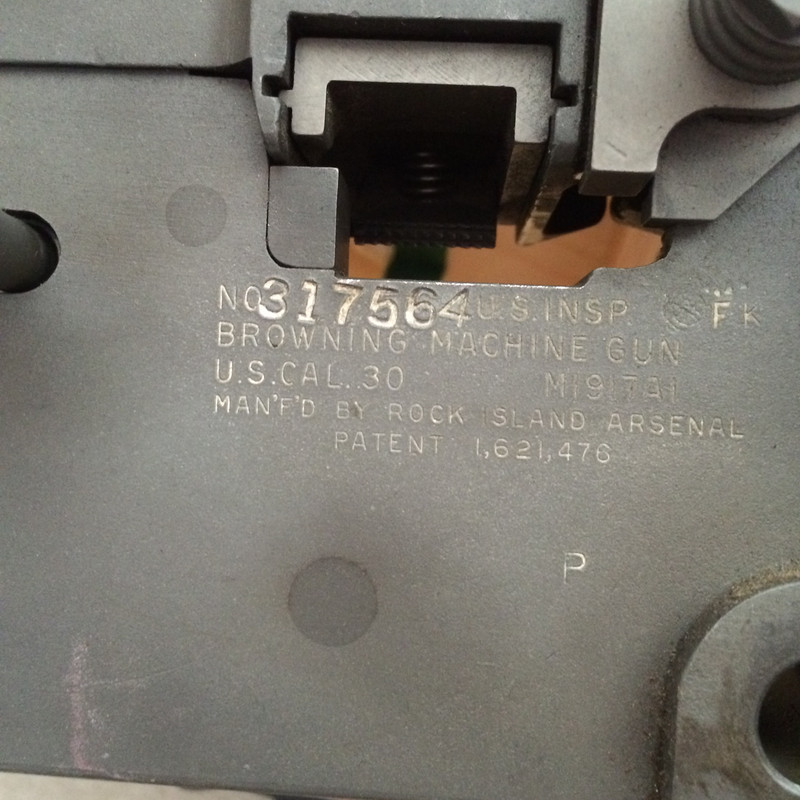 NO 317564 U.S. INSP. FK
BROWNING MACHINE GUN
U.S. CAL. .30 M1917A1
MAN'F'D BY ROCK ISLAND ARSENAL
PATENT 1,621,476
P